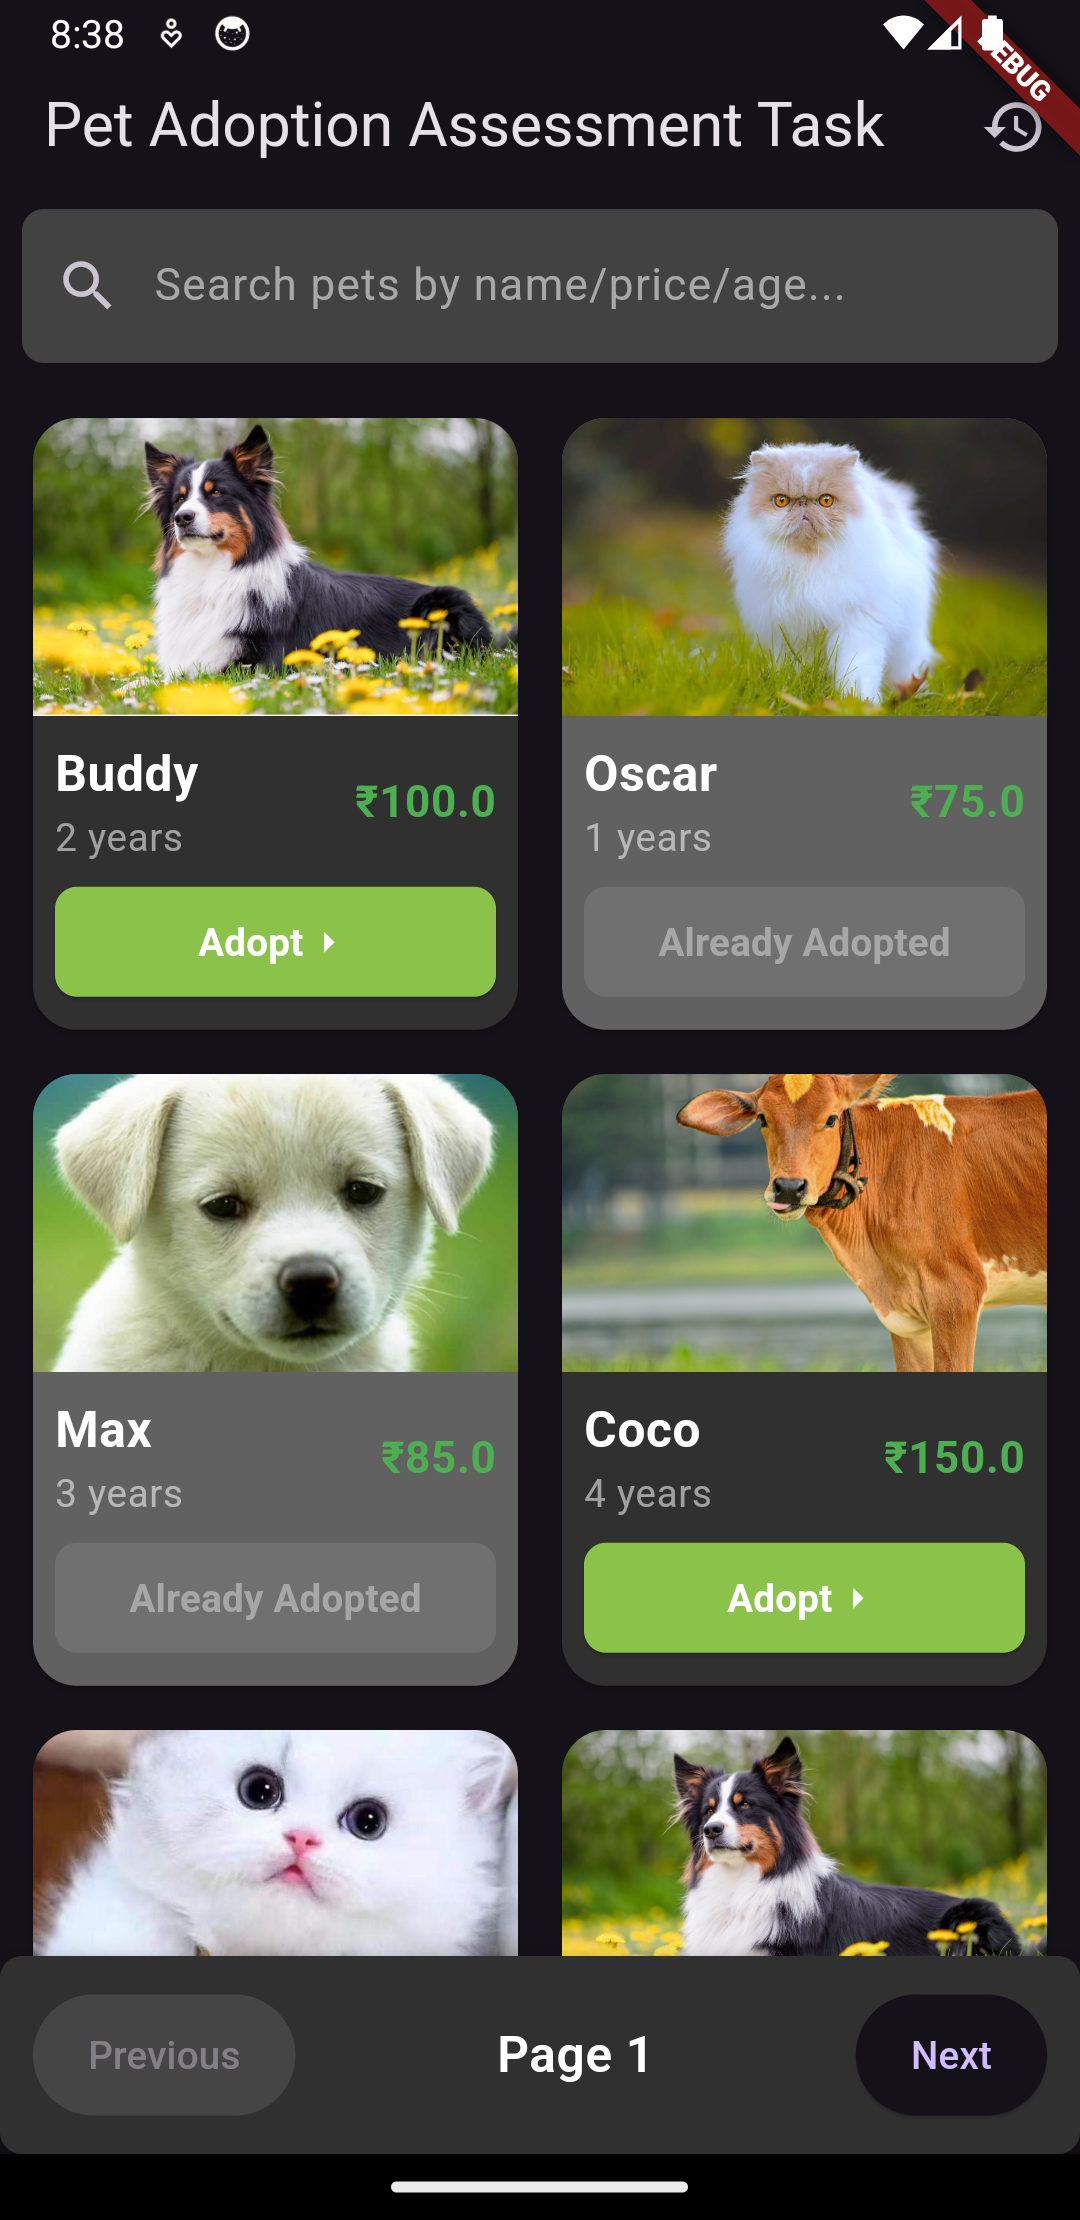 8:38
DEBUG
Pet Adoption Assessment Task
Search pets by name/price/age...
Buddy
₹100.0
2 years
Adopt
Oscar
₹75.0
1 years
Already Adopted
Max
₹85.0
3 years
Already Adopted
Coco
₹150.0
4 years
Adopt
Previous
Page 1
Next